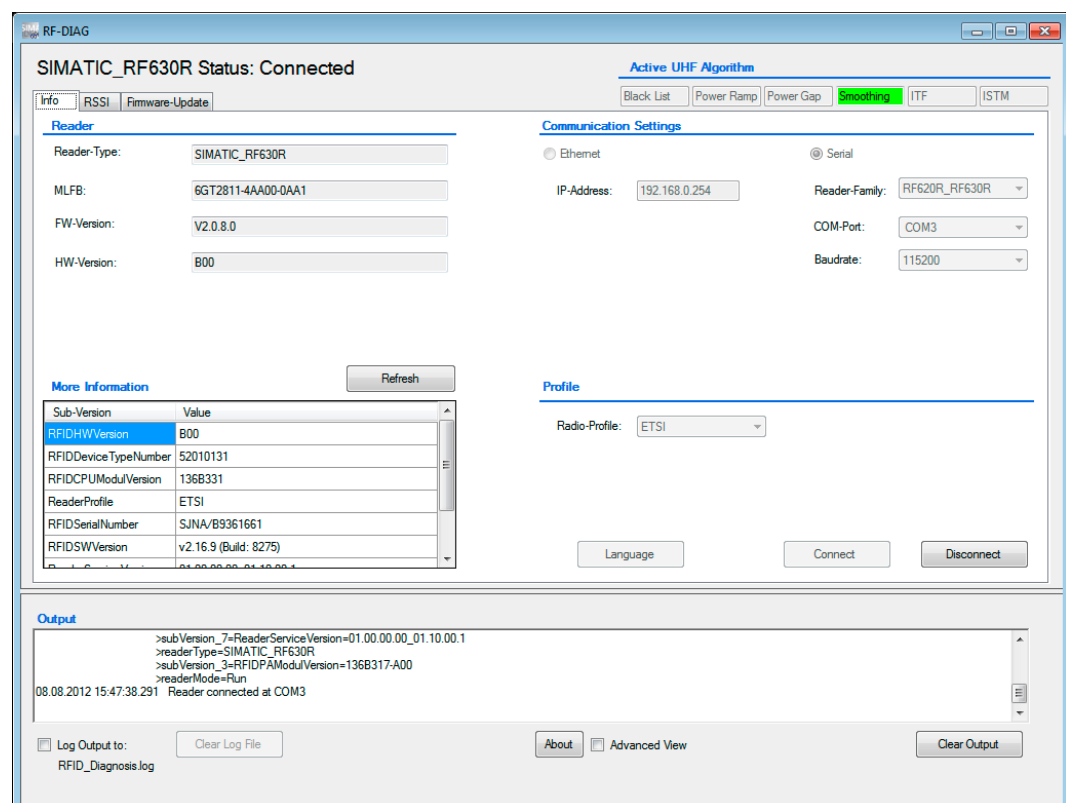 RF-DIAG
SIMATIC_RF630R Status: Connected
Active UHF Algorithm
Info RSSI Firmware-Update
Black List Power Ramp Power Gap Smoothing ITF ISTM
Reader
Reader-Type: SIMATIC_RF630R
MLFB: 6GT2811-4AA00-0AA1
FW-Version: V2.0.8.0
HW-Version: B00
Communication Settings
Ethernet Serial
IP-Address: 192.168.0.254 Reader-Family: RF620R_RF630R
COM-Port: COM3
Baudrate: 115200
More Information Refresh
Sub-Version Value
RFIDHWVersion B00
RFIDDeviceTypeNumber 52010131
RFIDCPUModulVersion 136B331
ReaderProfile ETSI
RFIDSerialNumber SJNA/B9361661
RFIDSWVersion v2.16.9 (Build: 8275)
Profile
Radio-Profile: ETSI
Language Connect Disconnect
Output
>subVersion_7=ReaderServiceVersion=01.00.00.00_01.10.00.1
>readerType=SIMATIC_RF630R
>subVersion_3=RFIDPAModulVersion=136B317-A00
>readerMode=Run
08.08.2012 15:47:38.291 Reader connected at COM3
Log Output to: Clear Log File About Advanced View Clear Output
RFID_Diagnosis.log